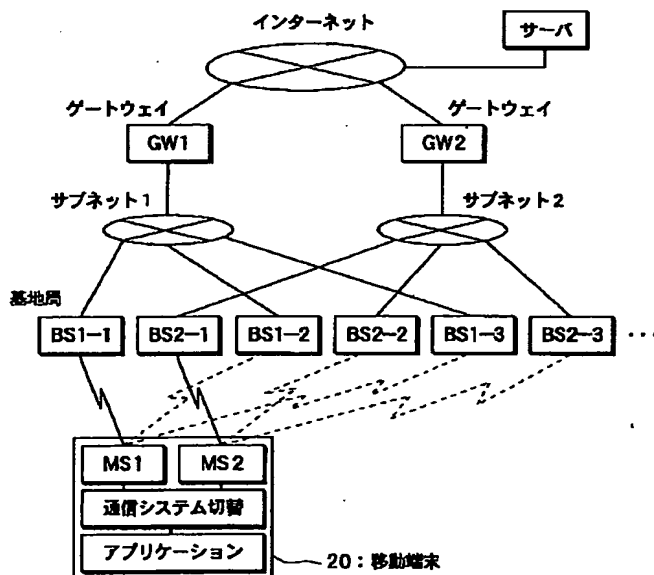 インターネット
サーバ
ゲートウェイ
ゲートウェイ
GW1
GW2
サブネット1
サブネット2
基地局
BS1-1
BS2-1
BS1-2
BS2-2
BS1-3
BS2-3
...
MS1
MS2
通信システム切替
アプリケーション
20:移動端末